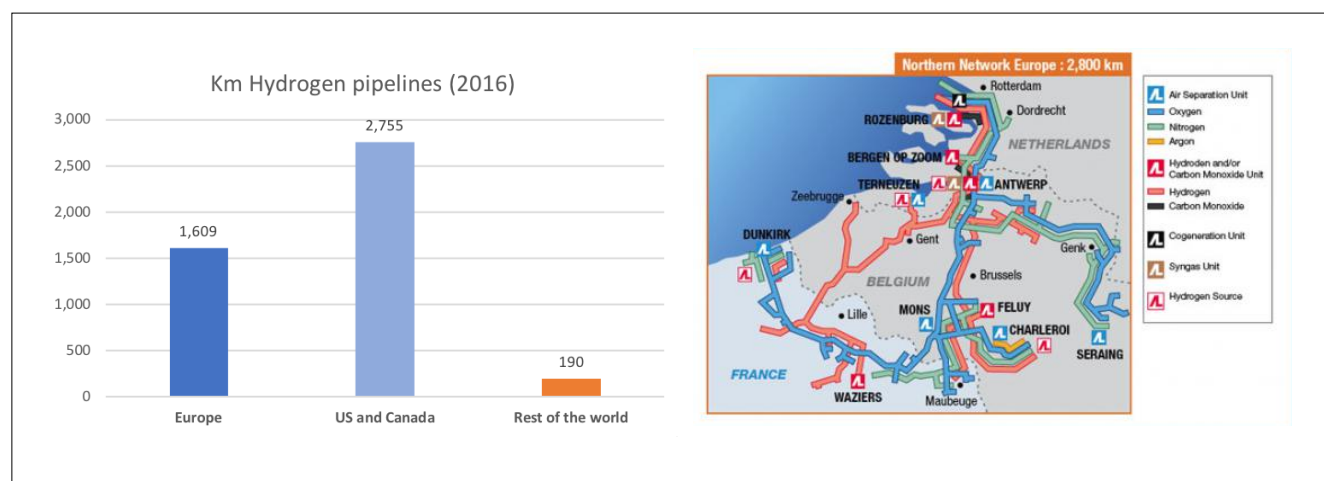 Km Hydrogen pipelines (2016)
3,000
2,500
2,000
1,500
1,000
500
0
1,609
2,755
190
Europe
US and Canada
Rest of the world
Northern Network Europe : 2,800 km
Rotterdam
Dordrecht
ROZENBURG
NETHERLANDS
BERGEN OP ZOOM
TERNEUZEN
ANTWERP
Zeebrugge
DUNKIRK
Gent
Genk
BELGIUM
Brussels
Lille
MONS
FELUY
CHARLEROI
SERAING
FRANCE
WAZIERS
Maubeuge
Air Separation Unit
Oxygen
Nitrogen
Argon
Hydroden and/or
Carbon Monoxide Unit
Hydrogen
Carbon Monoxide
Cogeneration Unit
Syngas Unit
Hydrogen Source